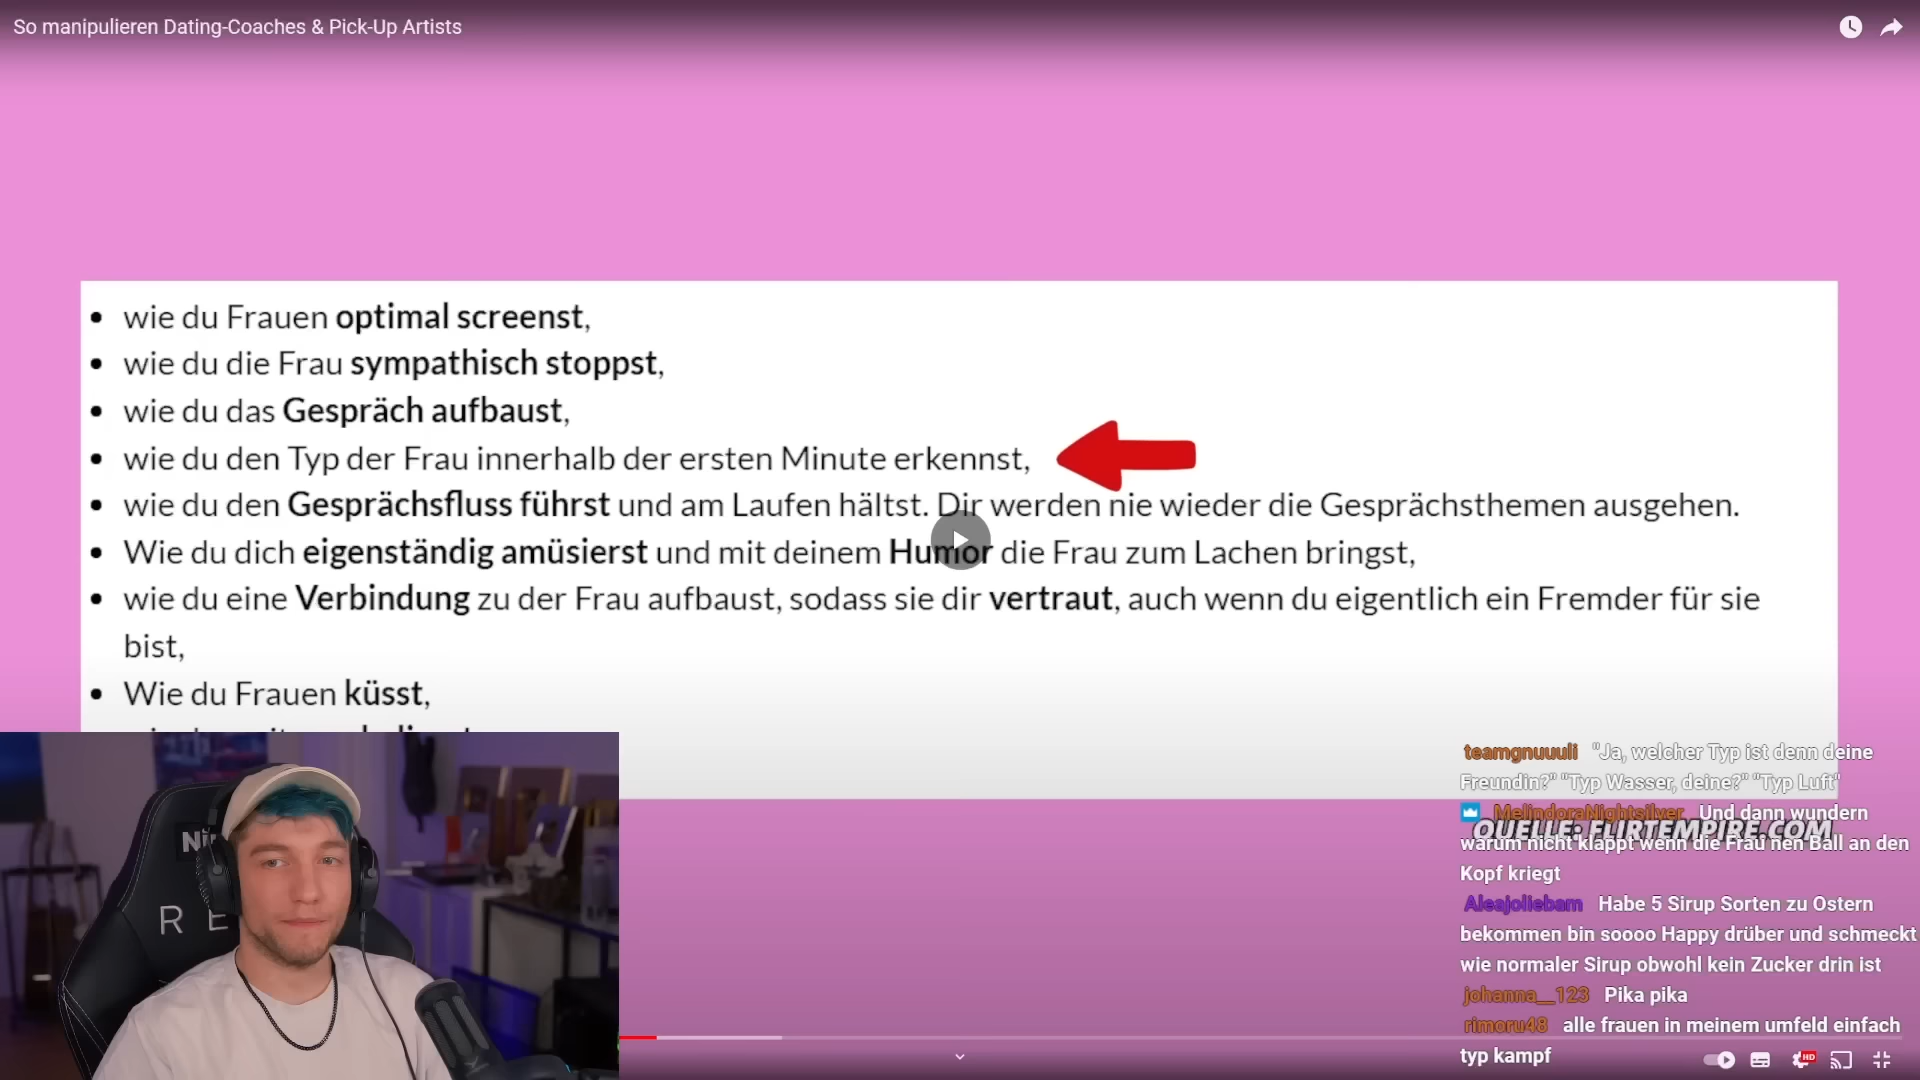 So manipulieren Dating-Coaches & Pick-Up Artists
wie du Frauen optimal screenst,
wie du die Frau sympathisch stoppst,
wie du das Gespräch aufbaust,
wie du den Typ der Frau innerhalb der ersten Minute erkennst,
wie du den Gesprächsfluss führst und am Laufen hältst. Dir werden nie wieder die Gesprächsthemen ausgehen.
Wie du dich eigenständig amüsierst und mit deinem Humor die Frau zum Lachen bringst,
wie du eine Verbindung zu der Frau aufbaust, sodass sie dir vertraut, auch wenn du eigentlich ein Fremder für sie
bist,
Wie du Frauen küsst,
teamgnuuuli "Ja, welcher Typ ist denn deine
Freundin?" "Typ Wasser, deine?" "Typ Luft"
MelindoraNightsilver Und dann wundern
QUELLE: FLIRTEMPIRE.COM
warum nicht klappt wenn die Frau nen Ball an den
Kopf kriegt
Aleajoliebam Habe 5 Sirup Sorten zu Ostern
bekommen bin soooo Happy drüber und schmeckt
wie normaler Sirup obwohl kein Zucker drin ist
johanna__123 Pika pika
rimoru48 alle frauen in meinem umfeld einfach
typ kampf
HD
R E